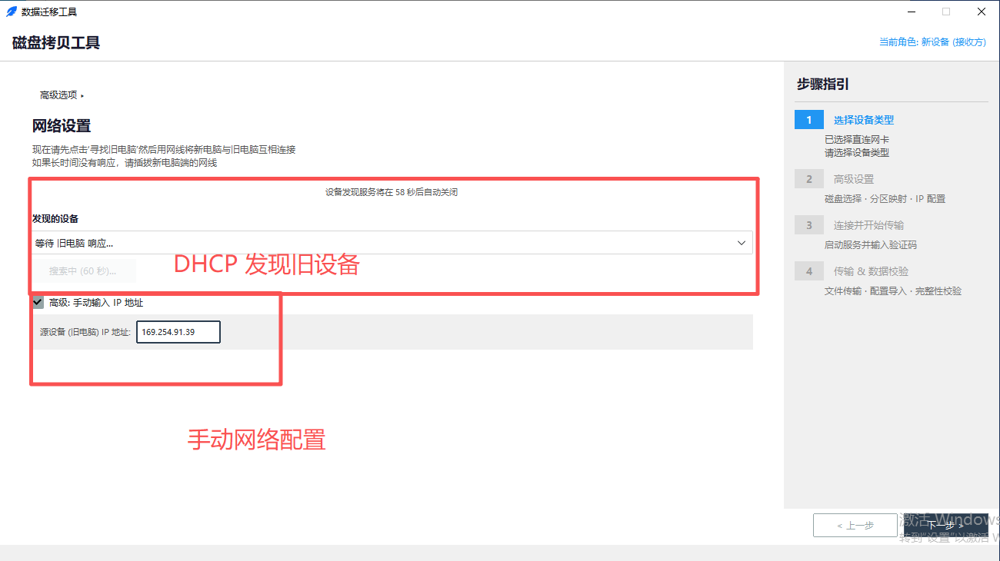 数据迁移工具
磁盘拷贝工具
当前角色: 新设备 (接收方)
高级选项 ▸
网络设置
现在请先点击‘寻找旧电脑’然后用网线将新电脑与旧电脑互相连接
如果长时间没有响应，请插拔新电脑端的网线
设备发现服务将在 58 秒后自动关闭
发现的设备
等待 旧电脑 响应...
搜索中 (60 秒)...
DHCP 发现旧设备
高级: 手动输入 IP 地址
源设备 (旧电脑) IP 地址:
169.254.91.39
手动网络配置
步骤指引
1 选择设备类型
已选择直连网卡
请选择设备类型
2 高级设置
磁盘选择 · 分区映射 · IP 配置
3 连接并开始传输
启动服务并输入验证码
4 传输 & 数据校验
文件传输 · 配置导入 · 完整性校验
< 上一步
下一步 >
激活 Windows
转到“设置”以激活 W